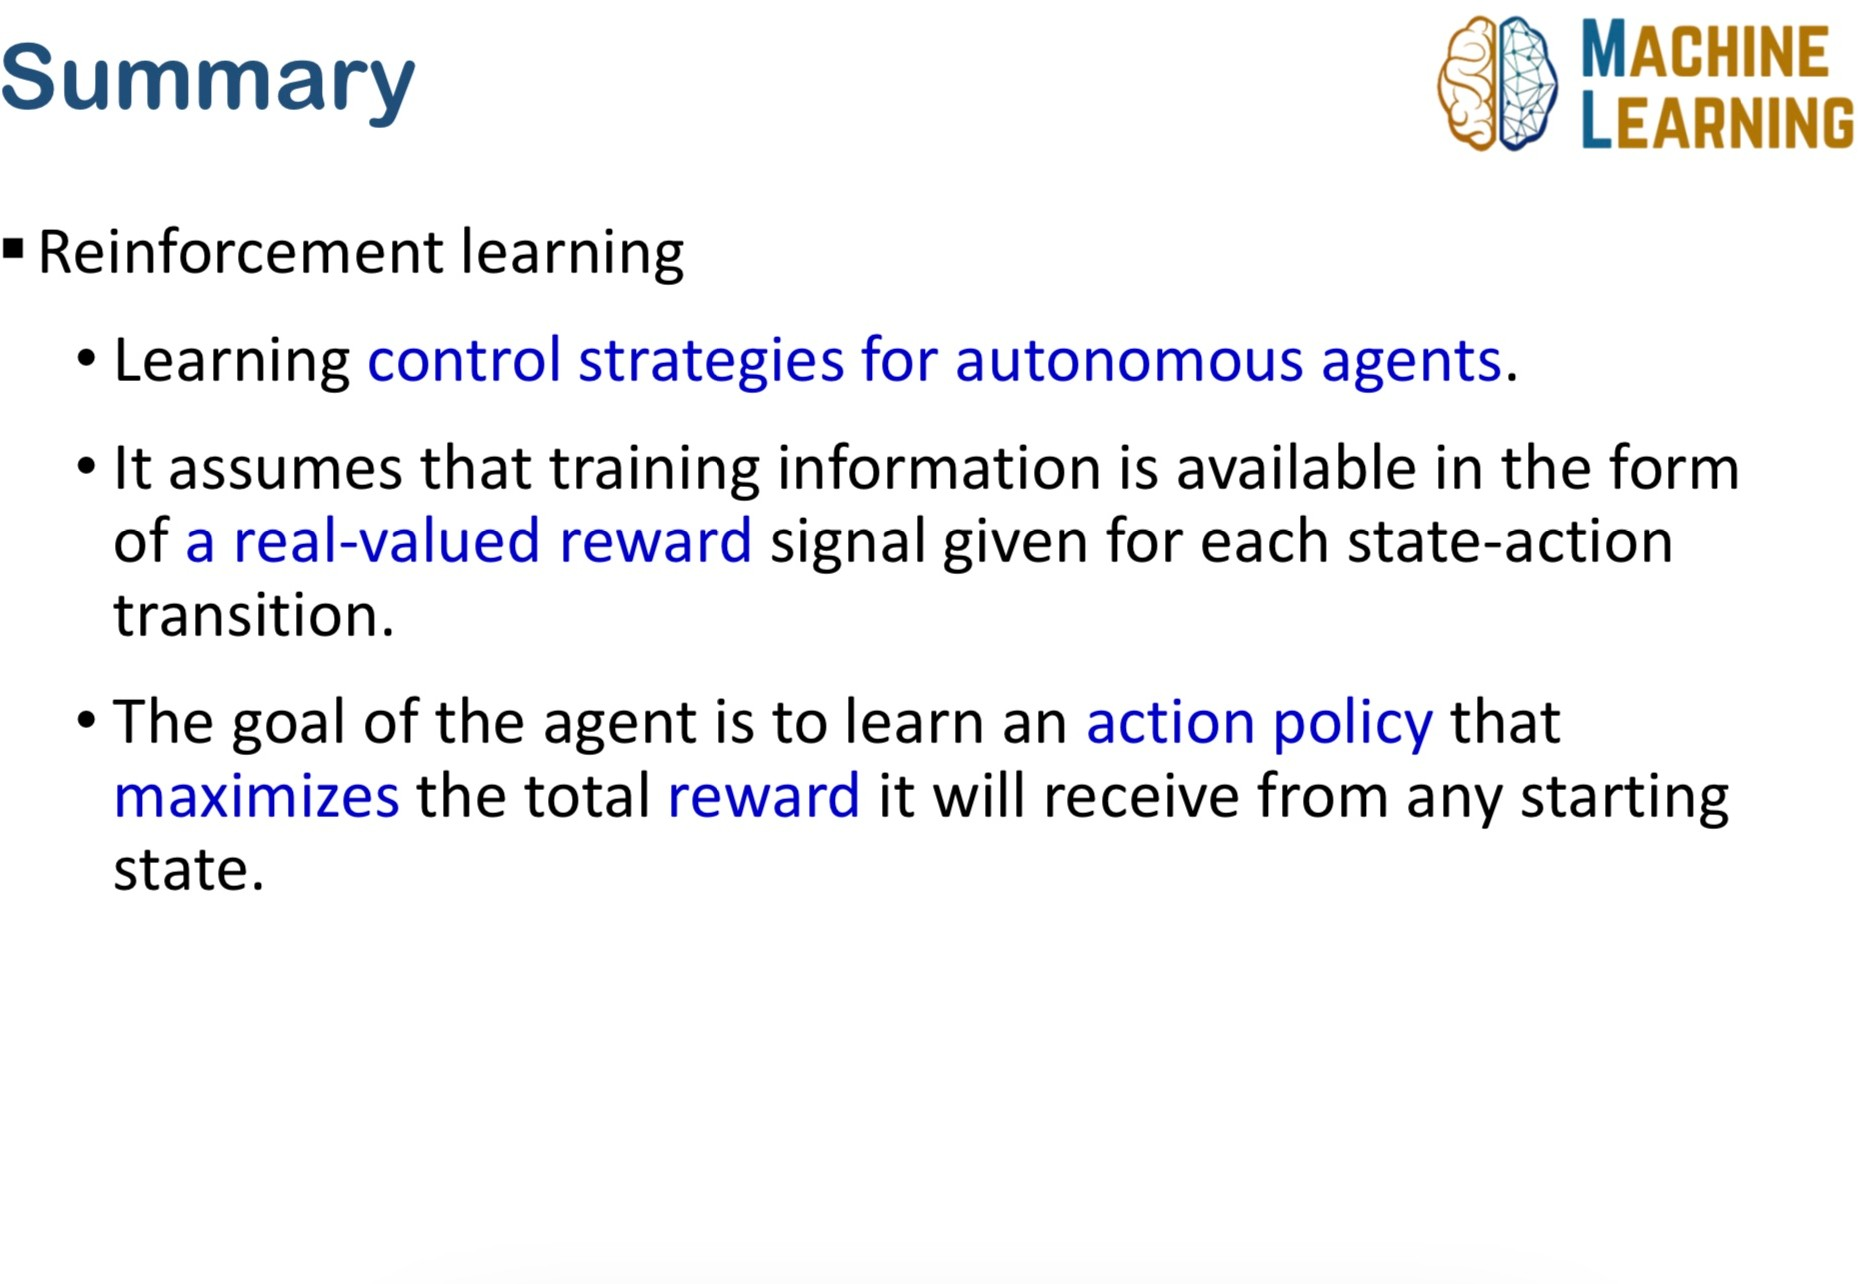 Summary
MACHINE
LEARNING
▪ Reinforcement learning
• Learning control strategies for autonomous agents.
• It assumes that training information is available in the form
of a real-valued reward signal given for each state-action
transition.
• The goal of the agent is to learn an action policy that
maximizes the total reward it will receive from any starting
state.